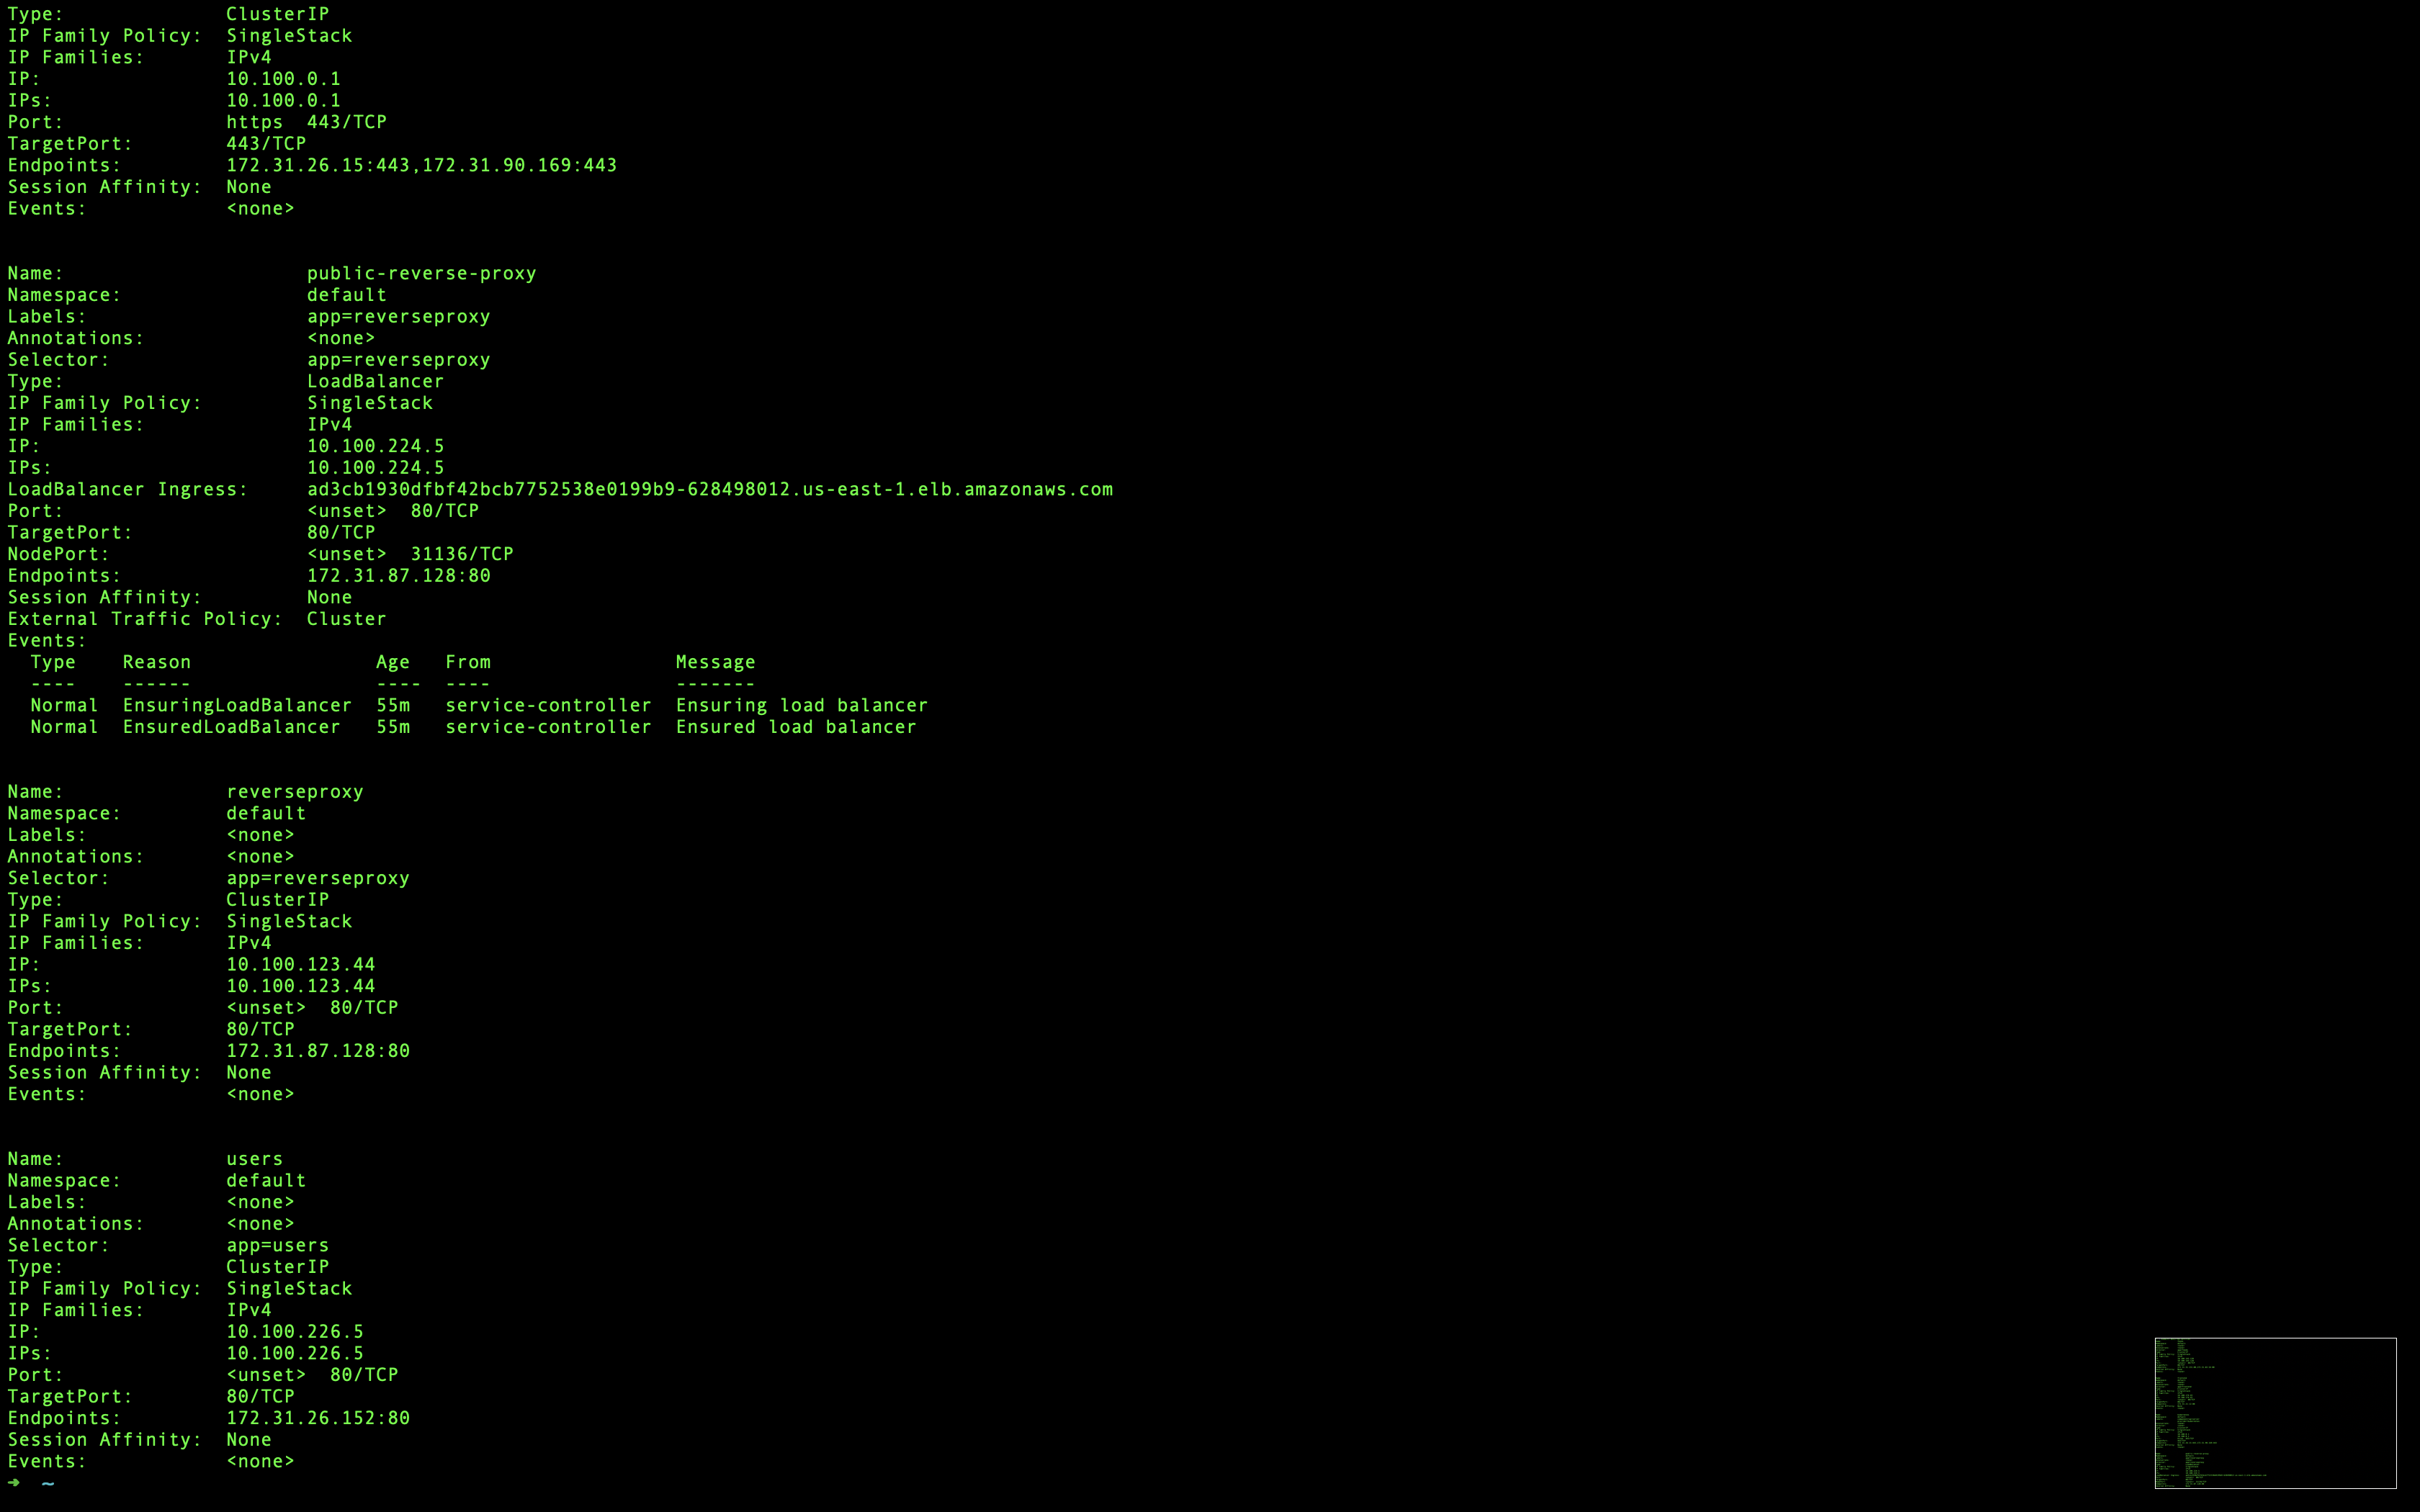 Type:              ClusterIP
IP Family Policy:  SingleStack
IP Families:       IPv4
IP:                10.100.0.1
IPs:               10.100.0.1
Port:              https  443/TCP
TargetPort:        443/TCP
Endpoints:         172.31.26.15:443,172.31.90.169:443
Session Affinity:  None
Events:            <none>
Name:                     public-reverse-proxy
Namespace:                default
Labels:                   app=reverseproxy
Annotations:              <none>
Selector:                 app=reverseproxy
Type:                     LoadBalancer
IP Family Policy:         SingleStack
IP Families:              IPv4
IP:                       10.100.224.5
IPs:                      10.100.224.5
LoadBalancer Ingress:     ad3cb1930dfbf42bcb7752538e0199b9-628498012.us-east-1.elb.amazonaws.com
Port:                     <unset>  80/TCP
TargetPort:               80/TCP
NodePort:                 <unset>  31136/TCP
Endpoints:                172.31.87.128:80
Session Affinity:         None
External Traffic Policy:  Cluster
Events:
  Type    Reason                Age   From                Message
  ----    ------                ----  ----                -------
  Normal  EnsuringLoadBalancer  55m   service-controller  Ensuring load balancer
  Normal  EnsuredLoadBalancer   55m   service-controller  Ensured load balancer
Name:              reverseproxy
Namespace:         default
Labels:            <none>
Annotations:       <none>
Selector:          app=reverseproxy
Type:              ClusterIP
IP Family Policy:  SingleStack
IP Families:       IPv4
IP:                10.100.123.44
IPs:               10.100.123.44
Port:              <unset>  80/TCP
TargetPort:        80/TCP
Endpoints:         172.31.87.128:80
Session Affinity:  None
Events:            <none>
Name:              users
Namespace:         default
Labels:            <none>
Annotations:       <none>
Selector:          app=users
Type:              ClusterIP
IP Family Policy:  SingleStack
IP Families:       IPv4
IP:                10.100.226.5
IPs:               10.100.226.5
Port:              <unset>  80/TCP
TargetPort:        80/TCP
Endpoints:         172.31.26.152:80
Session Affinity:  None
Events:            <none>
➜  ~